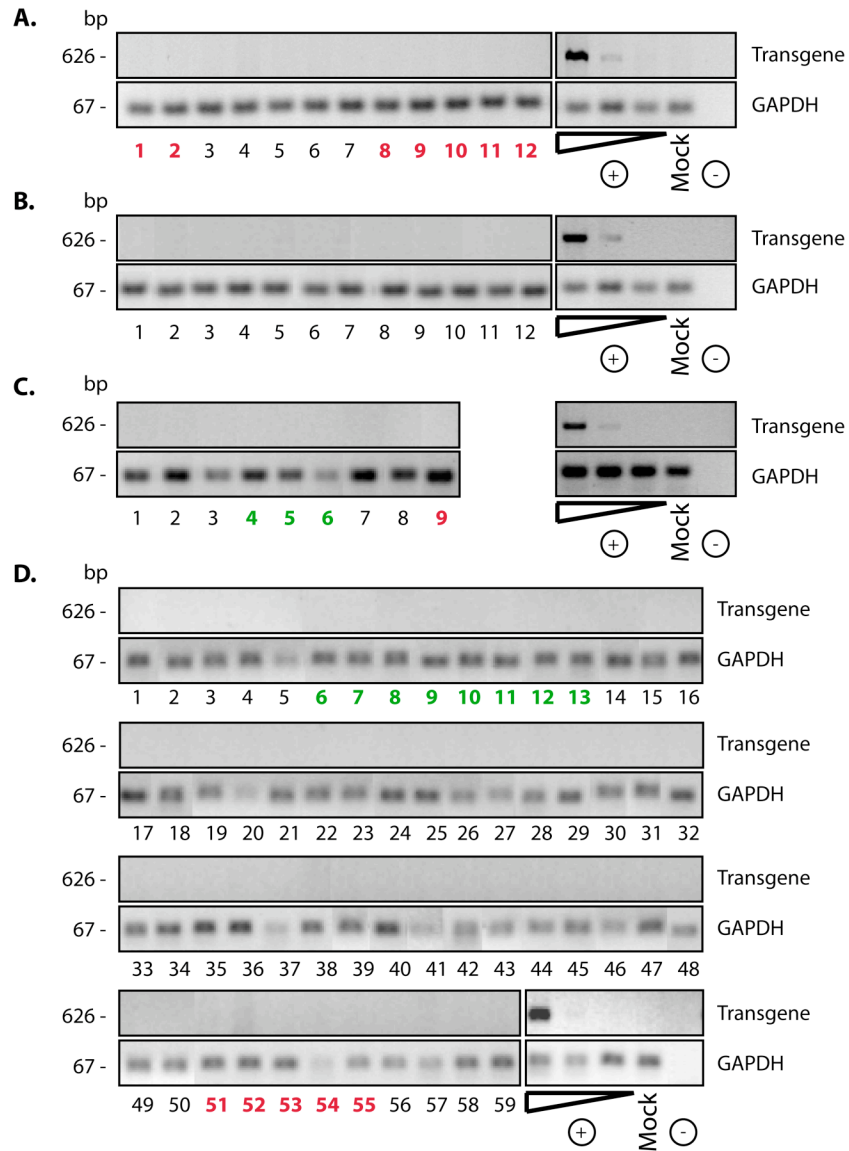 A.
bp
626 -
Transgene
67 -
GAPDH
1 2 3 4 5 6 7 8 9 10 11 12
+ Mock -
B.
bp
626 -
Transgene
67 -
GAPDH
1 2 3 4 5 6 7 8 9 10 11 12
+ Mock -
C.
bp
626 -
Transgene
67 -
GAPDH
1 2 3 4 5 6 7 8 9
+ Mock -
D.
bp
626 -
Transgene
67 -
GAPDH
1 2 3 4 5 6 7 8 9 10 11 12 13 14 15 16
626 -
Transgene
67 -
GAPDH
17 18 19 20 21 22 23 24 25 26 27 28 29 30 31 32
626 -
Transgene
67 -
GAPDH
33 34 35 36 37 38 39 40 41 42 43 44 45 46 47 48
626 -
Transgene
67 -
GAPDH
49 50 51 52 53 54 55 56 57 58 59
+ Mock -